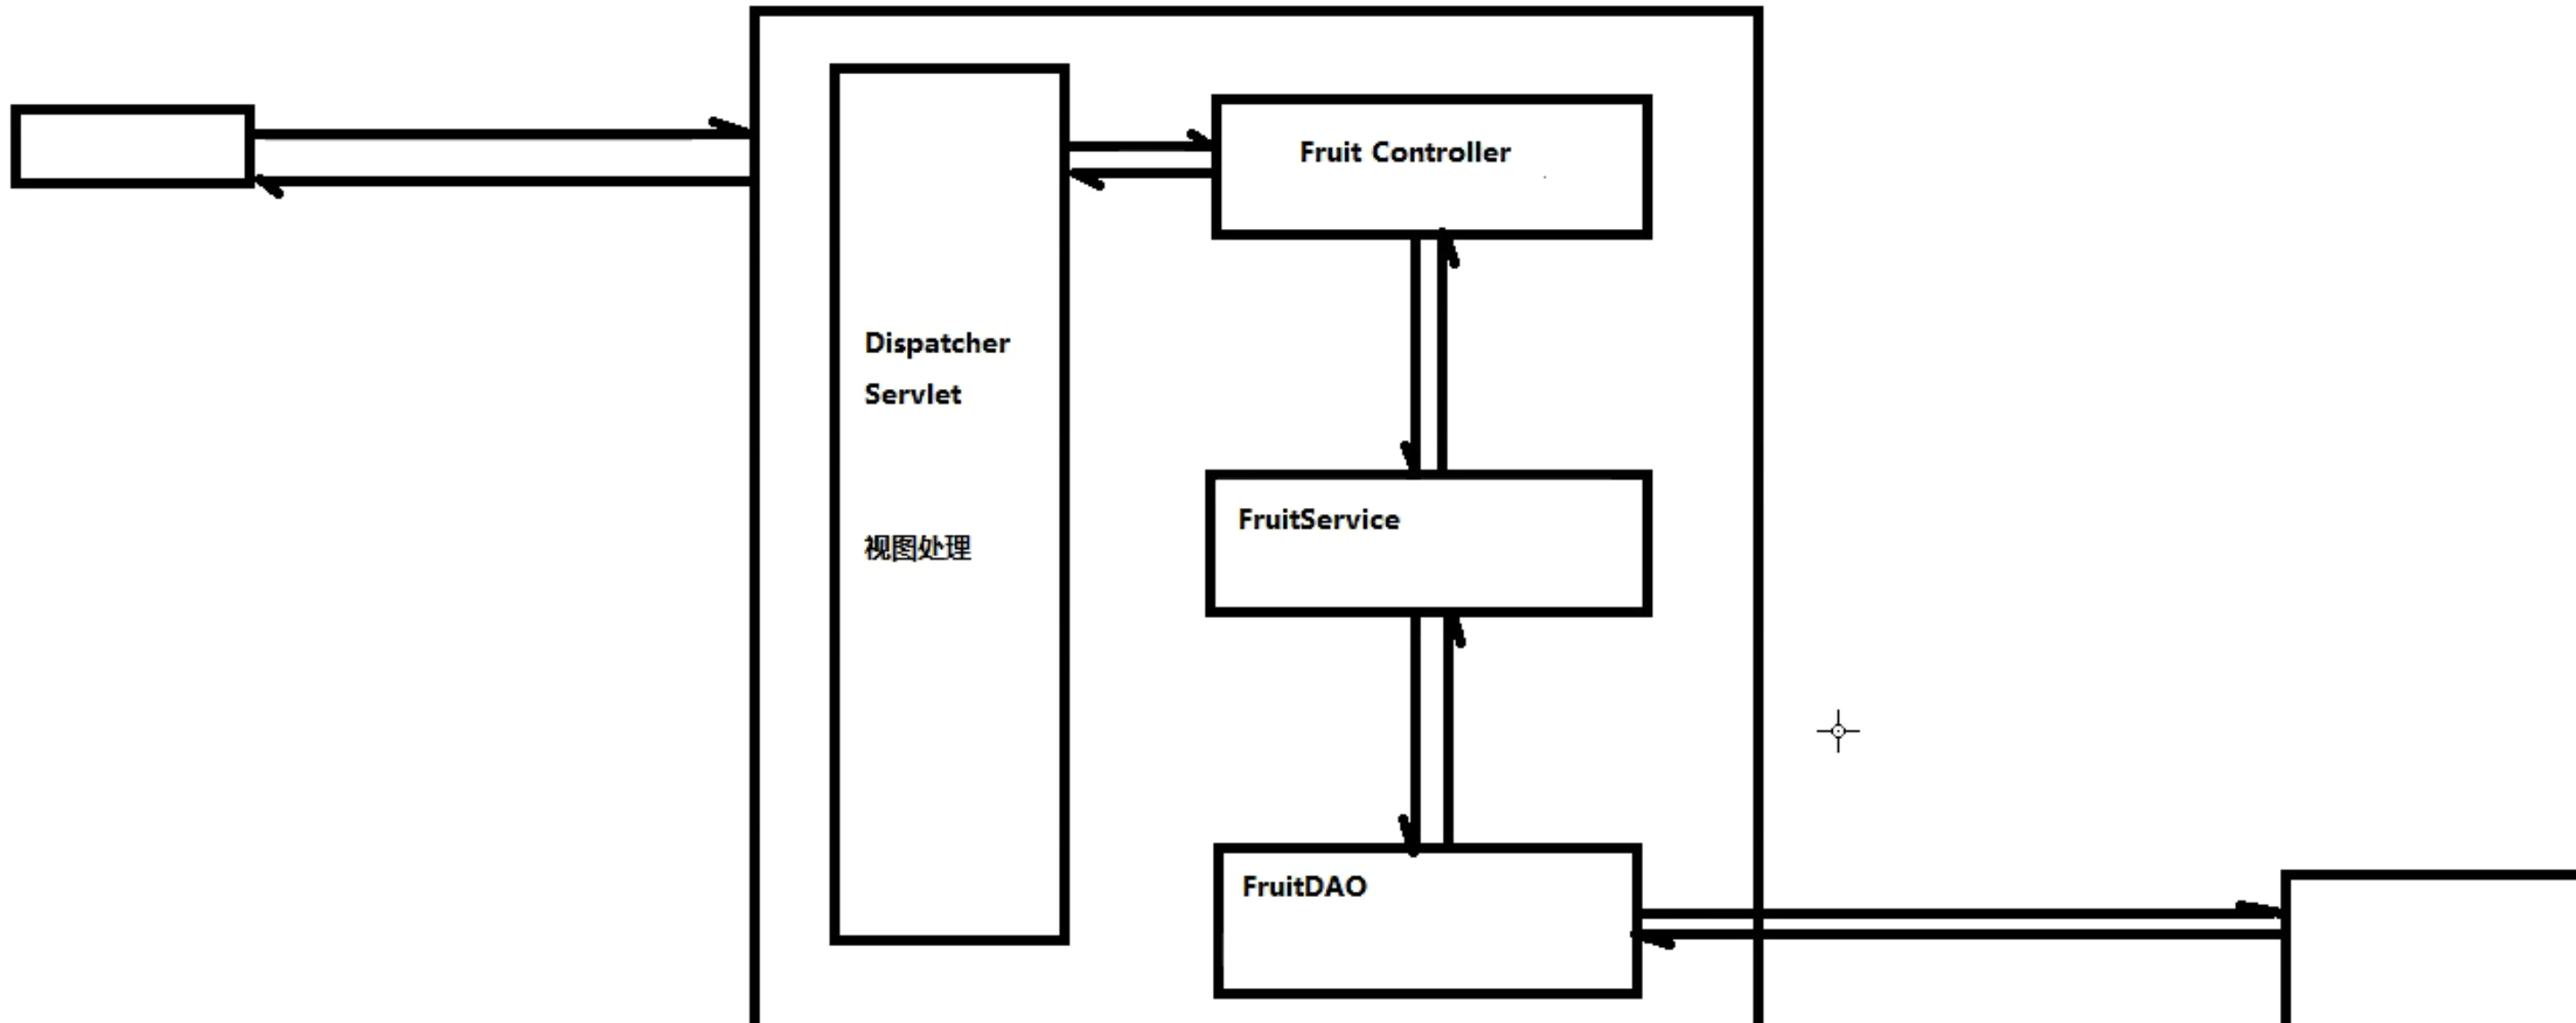 Dispatcher
Servlet
视图处理
Fruit Controller
FruitService
FruitDAO